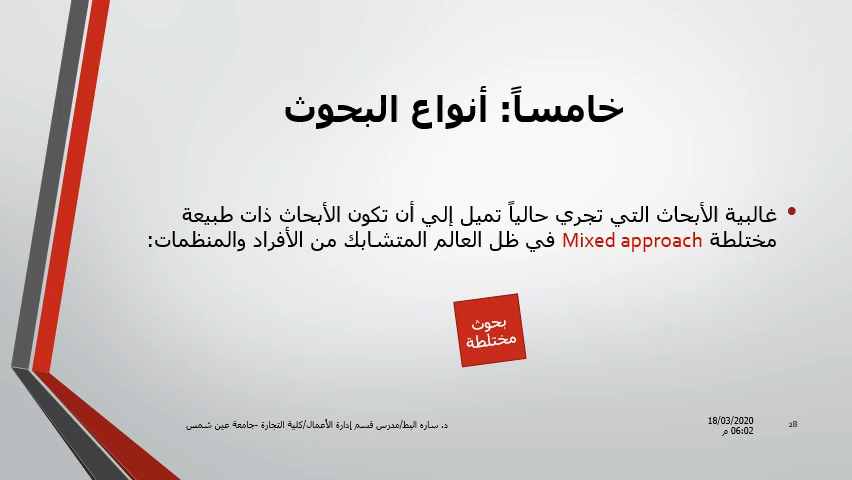 خامساً: أنواع البحوث
• غالبية الأبحاث التي تجري حالياً تميل إلي أن تكون الأبحاث ذات طبيعة
مختلطة Mixed approach في ظل العالم المتشابك من الأفراد والمنظمات:
بحوث
مختلطة
18/03/2020
06:02 م
د. ساره البط/مدرس قسم إدارة الأعمال/كلية التجارة -جامعة عين شمس
28